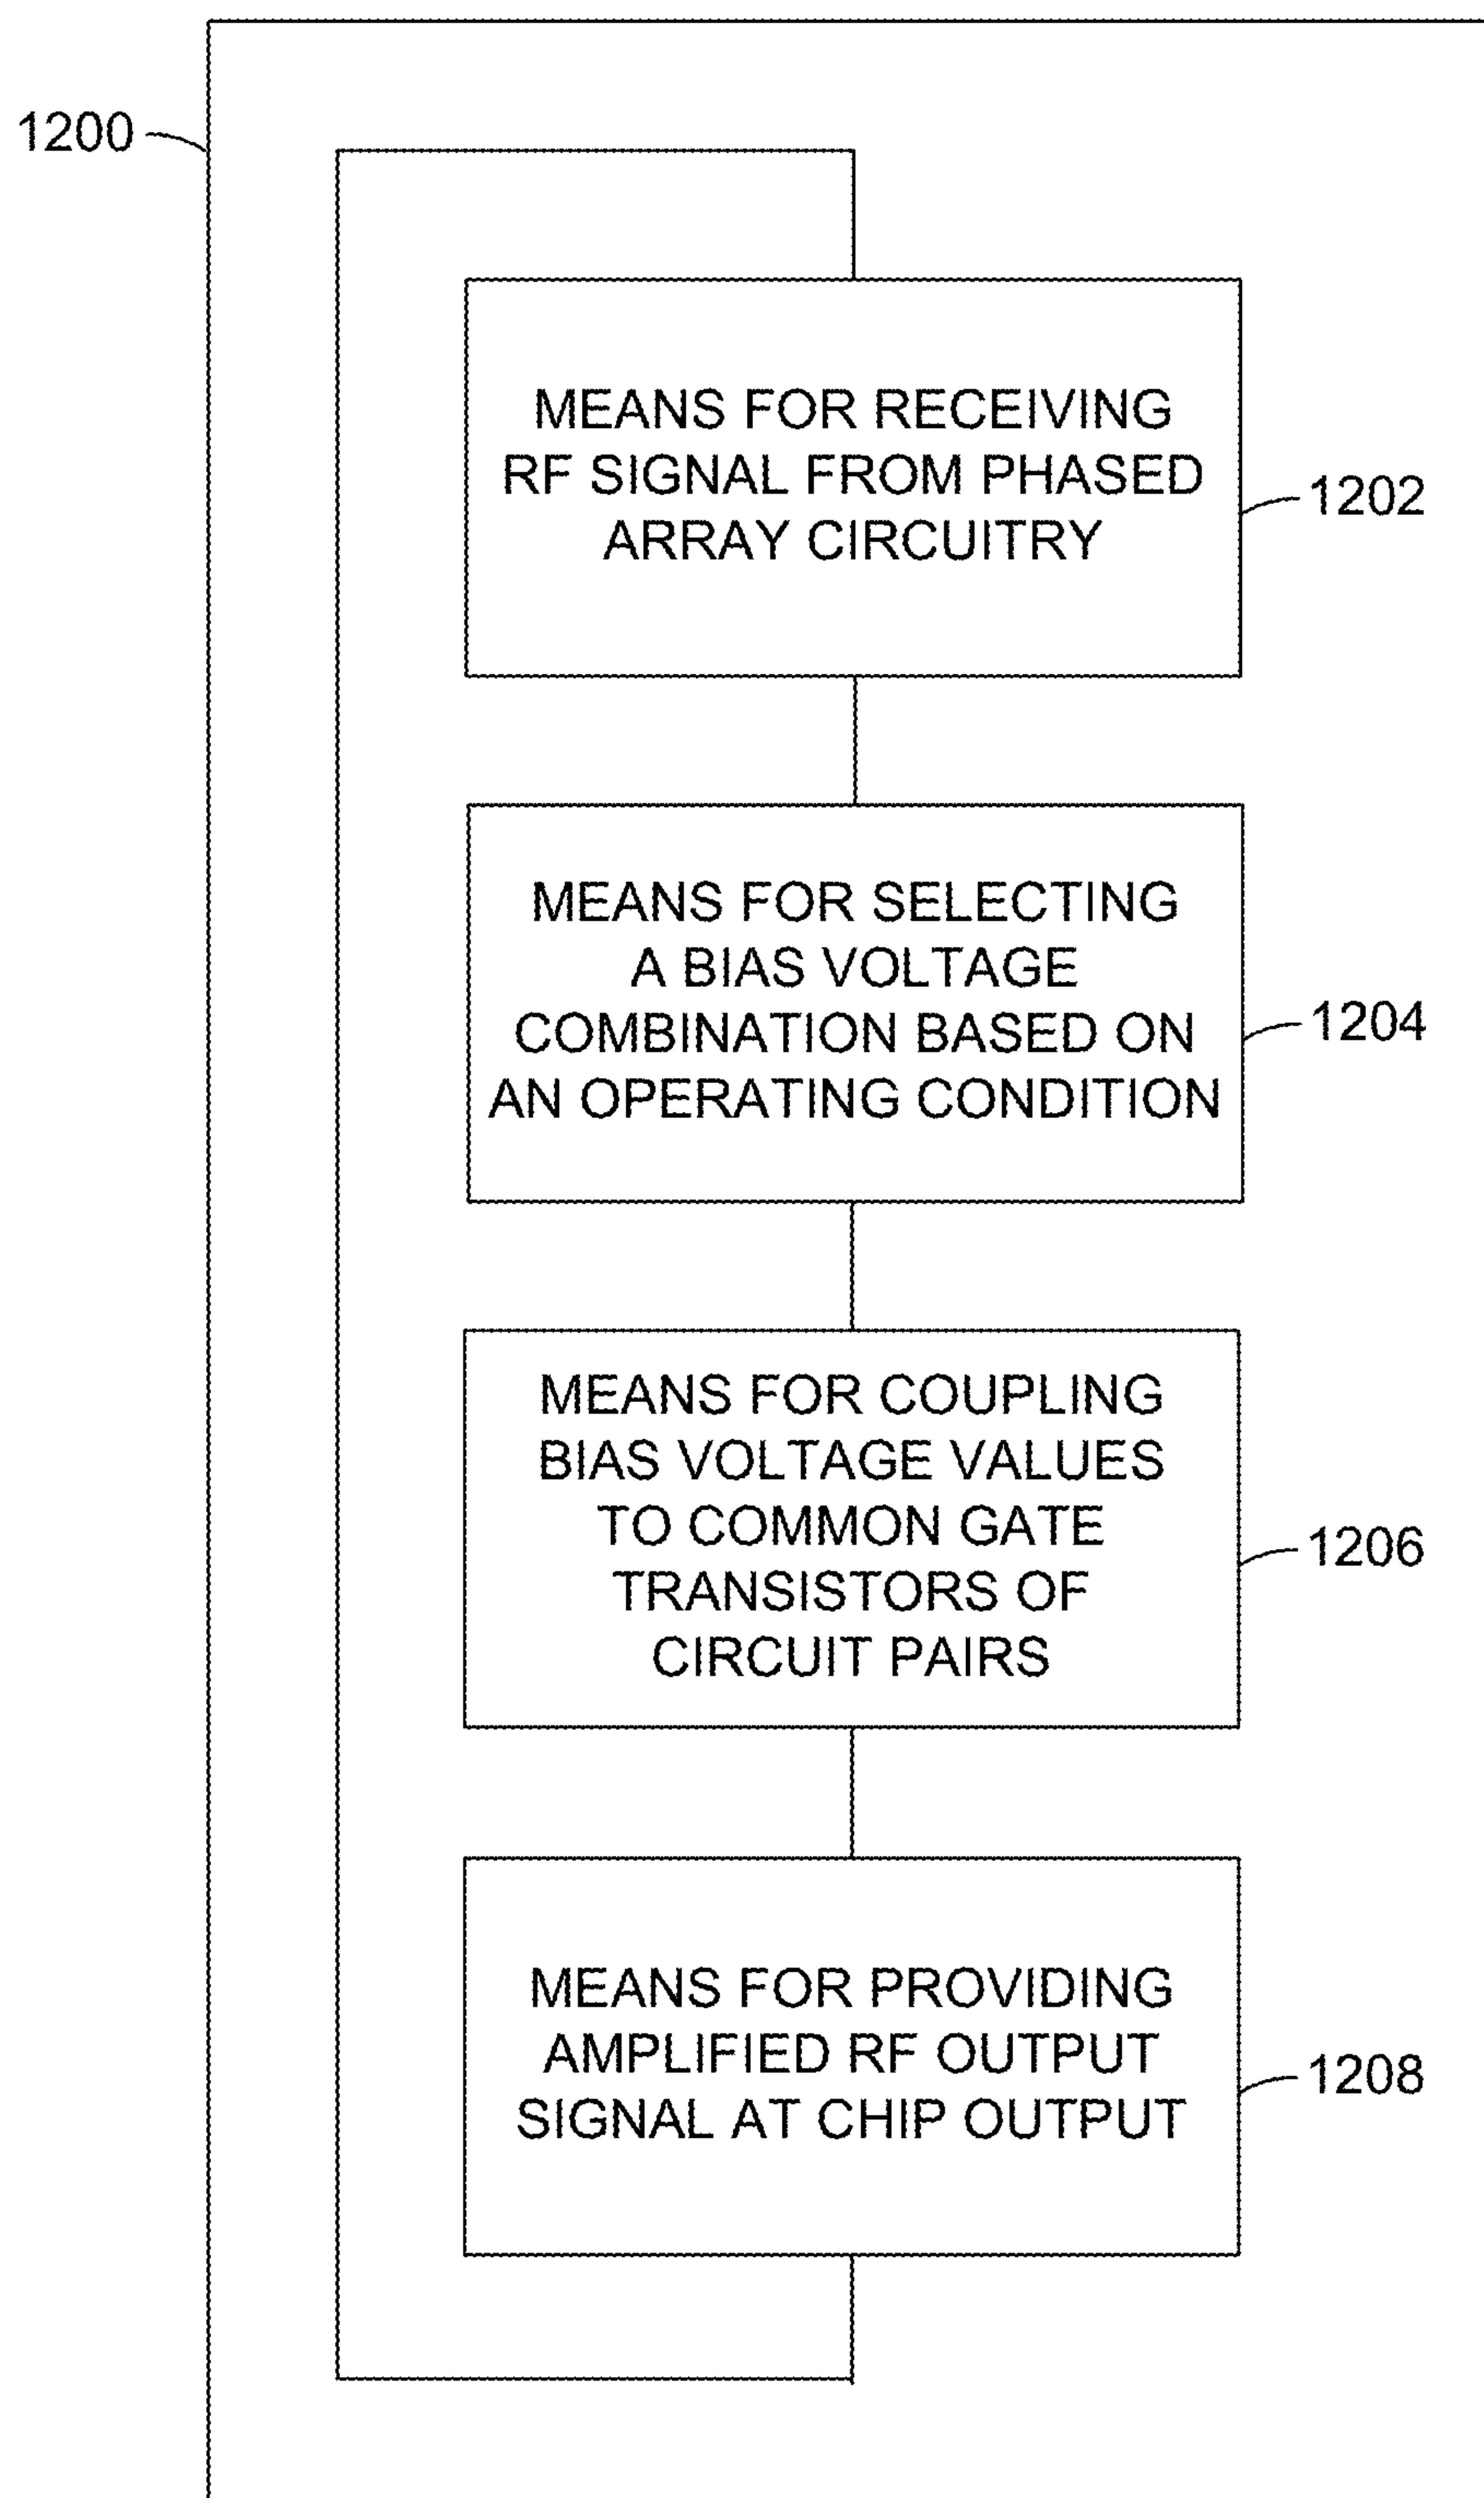 1200
MEANS FOR RECEIVING
RF SIGNAL FROM PHASED
ARRAY CIRCUITRY
1202
MEANS FOR SELECTING
A BIAS VOLTAGE
COMBINATION BASED ON
AN OPERATING CONDITION
1204
MEANS FOR COUPLING
BIAS VOLTAGE VALUES
TO COMMON GATE
TRANSISTORS OF
CIRCUIT PAIRS
1206
MEANS FOR PROVIDING
AMPLIFIED RF OUTPUT
SIGNAL AT CHIP OUTPUT
1208